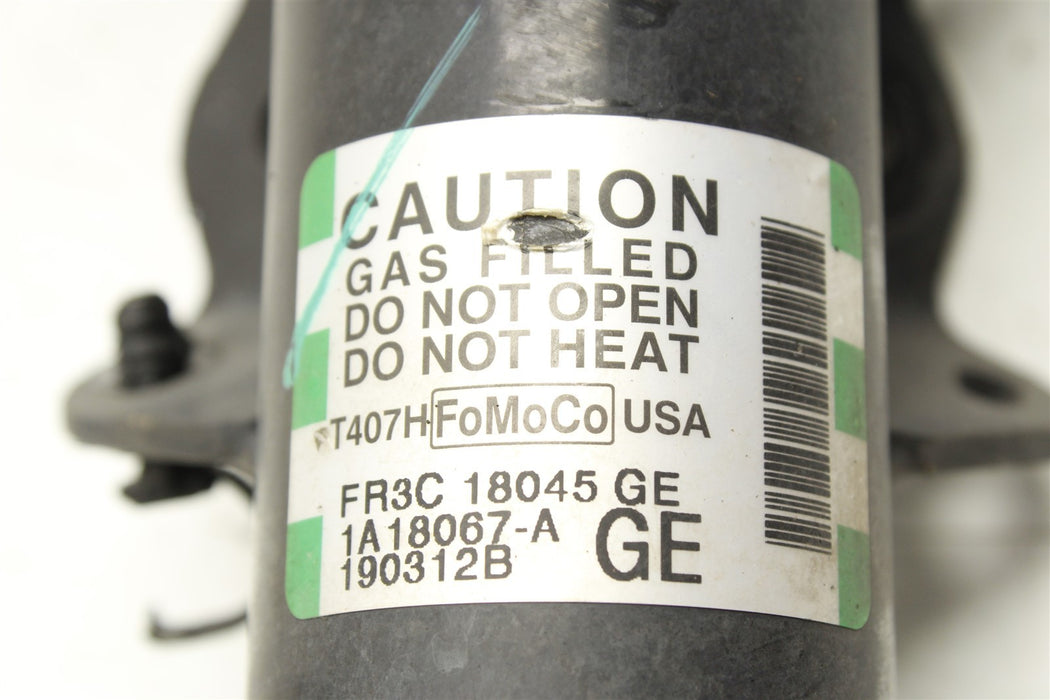 CAUTION
GAS FILLED
DO NOT OPEN
DO NOT HEAT
T407H FoMoCo USA
FR3C 18045 GE
1A18067-A GE
190312B